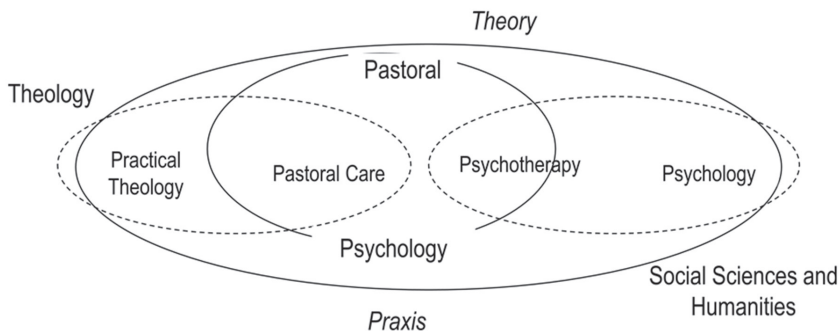 Theory
Pastoral
Theology
Practical
Theology
Pastoral Care
Psychotherapy
Psychology
Psychology
Social Sciences and
Humanities
Praxis